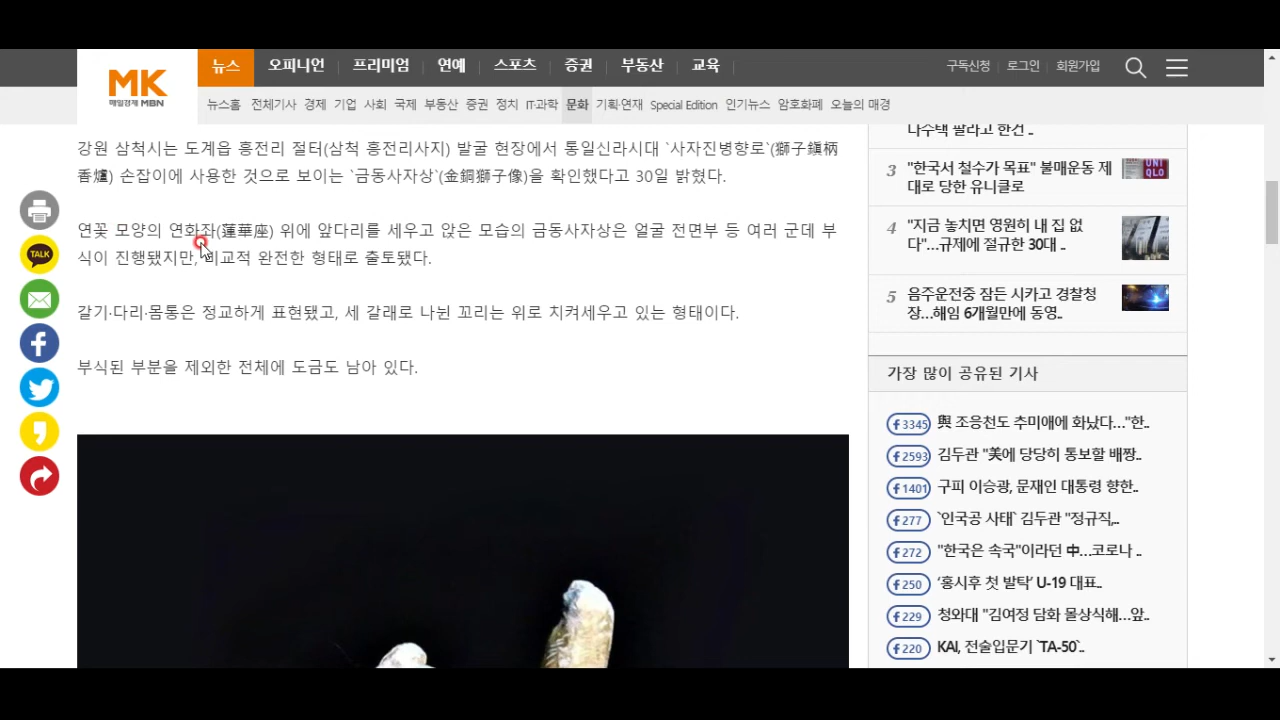 MK
매일경제 MBN
뉴스 오피니언 프리미엄 연예 스포츠 증권 부동산 교육
구독신청 로그인 회원가입
뉴스홈 전체기사 경제 기업 사회 국제 부동산 증권 정치 IT·과학 문화 기획·연재 Special Edition 인기뉴스 암호화폐 오늘의 매경
강원 삼척시는 도계읍 흥전리 절터(삼척 흥전리사지) 발굴 현장에서 통일신라시대 `사자진병향로`(獅子鎭柄
香爐) 손잡이에 사용한 것으로 보이는 `금동사자상`(金銅獅子像)을 확인했다고 30일 밝혔다.
연꽃 모양의 연화좌(蓮華座) 위에 앞다리를 세우고 앉은 모습의 금동사자상은 얼굴 전면부 등 여러 군데 부
식이 진행됐지만, 비교적 완전한 형태로 출토됐다.
갈기·다리·몸통은 정교하게 표현됐고, 세 갈래로 나뉜 꼬리는 위로 치켜세우고 있는 형태이다.
부식된 부분을 제외한 전체에 도금도 남아 있다.
TALK
팔라고 한건 ..
3 "한국서 철수가 목표" 불매운동 제
대로 당한 유니클로
UNI
QLO
4 "지금 놓치면 영원히 내 집 없
다"...규제에 절규한 30대 ..
5 음주운전중 잠든 시카고 경찰청
장...해임 6개월만에 동영..
가장 많이 공유된 기사
f 3345 與 조응천도 추미애에 화났다..."한..
f 2593 김두관 "美에 당당히 통보할 배짱..
f 1401 구피 이승광, 문재인 대통령 향한..
f 277 `인국공 사태` 김두관 "정규직,..
f 272 "한국은 속국"이라던 中...코로나 ..
f 250 ‘홍시후 첫 발탁’ U-19 대표..
f 229 청와대 "김여정 담화 몰상식해...앞..
f 220 KAI, 전술입문기 `TA-50`..